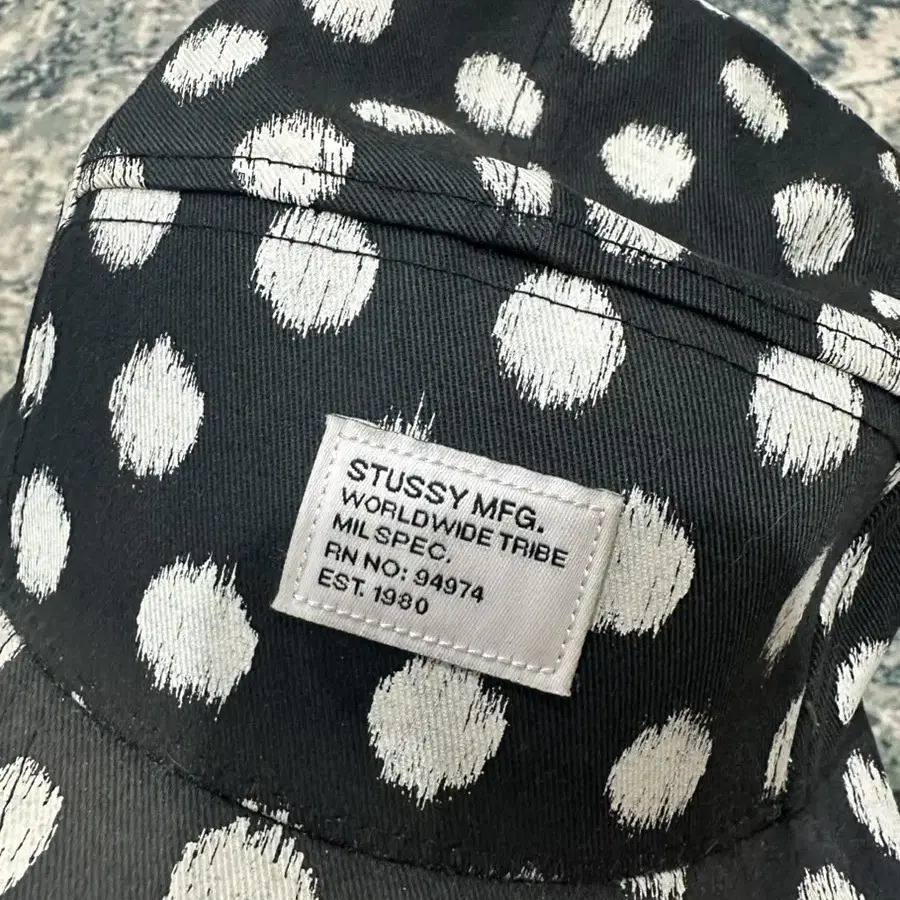 STUSSY MFG.
WORLDWIDE TRIBE
MIL SPEC.
RN NO: 94974
EST. 1980